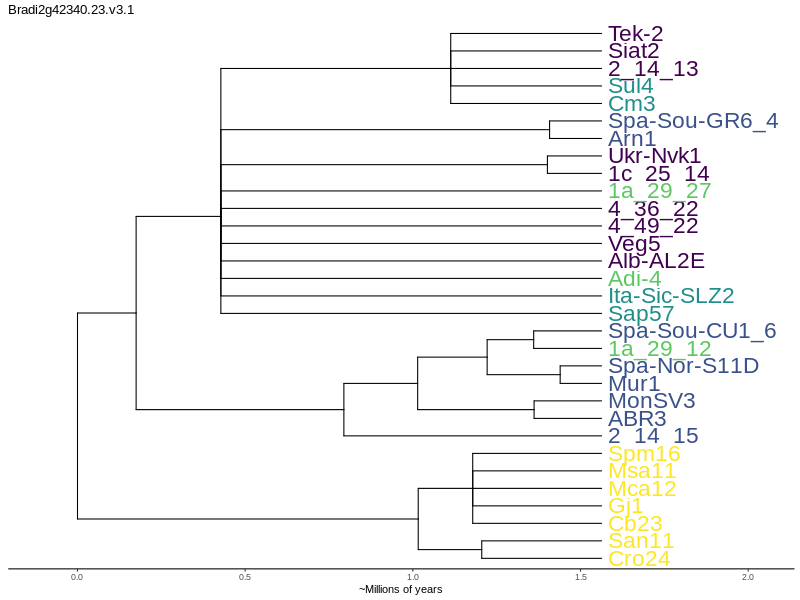 Bradi2g42340.23.v3.1
Tek-2
Siat2
2_14_13
Sul4
Cm3
Spa-Sou-GR6_4
Arn1
Ukr-Nvk1
1c_25_14
1a_29_27
4_36_22
4_49_22
Veg5
Alb-AL2E
Adi-4
Ita-Sic-SLZ2
Sap57
Spa-Sou-CU1_6
1a_29_12
Spa-Nor-S11D
Mur1
MonSV3
ABR3
2_14_15
Spm16
Msa11
Mca12
Gj1
Cb23
San11
Cro24
0.0 0.5 1.0 1.5 2.0
~Millions of years